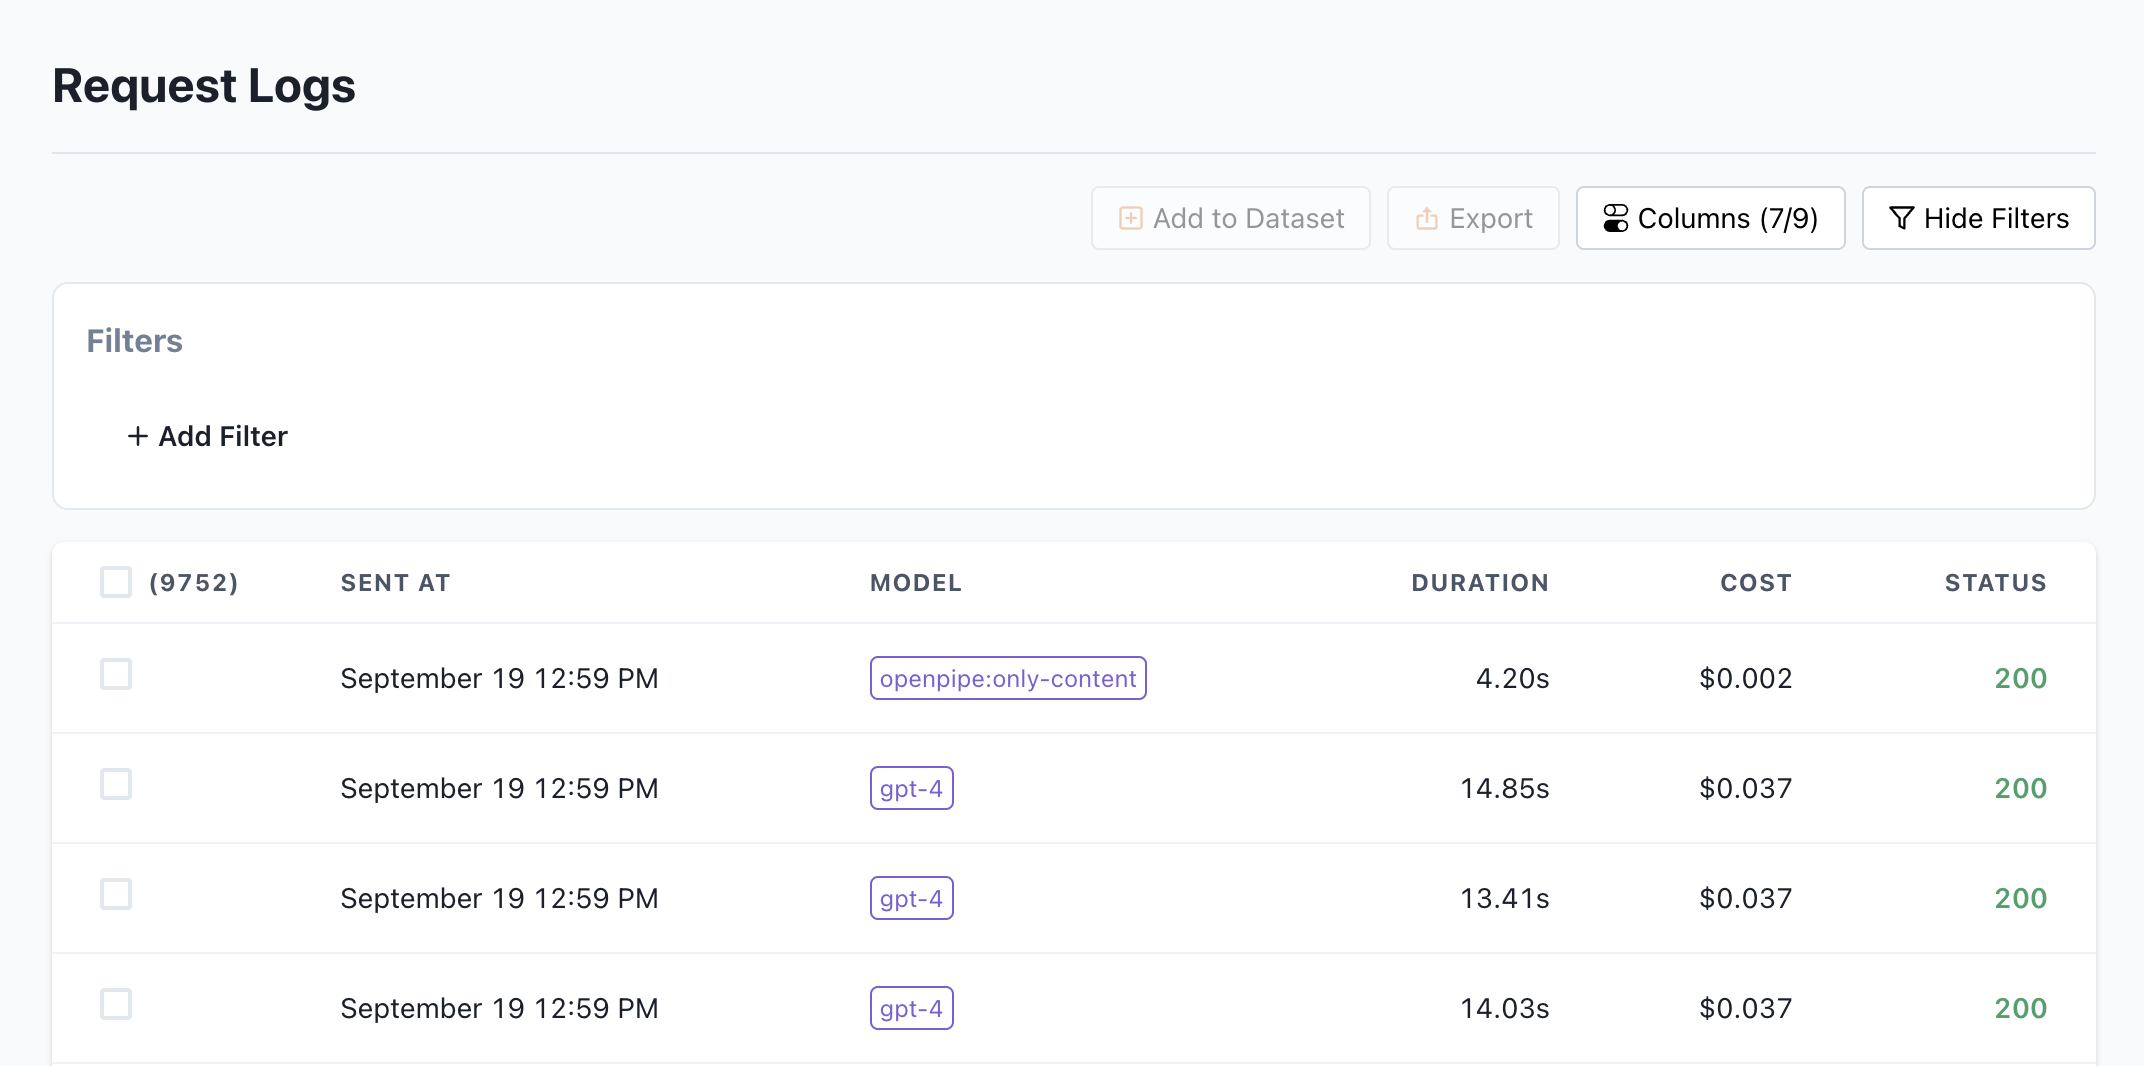 Request Logs
Add to Dataset Export Columns (7/9) Hide Filters
Filters
+ Add Filter
(9752) SENT AT MODEL DURATION COST STATUS
September 19 12:59 PM openpipe:only-content 4.20s $0.002 200
September 19 12:59 PM gpt-4 14.85s $0.037 200
September 19 12:59 PM gpt-4 13.41s $0.037 200
September 19 12:59 PM gpt-4 14.03s $0.037 200